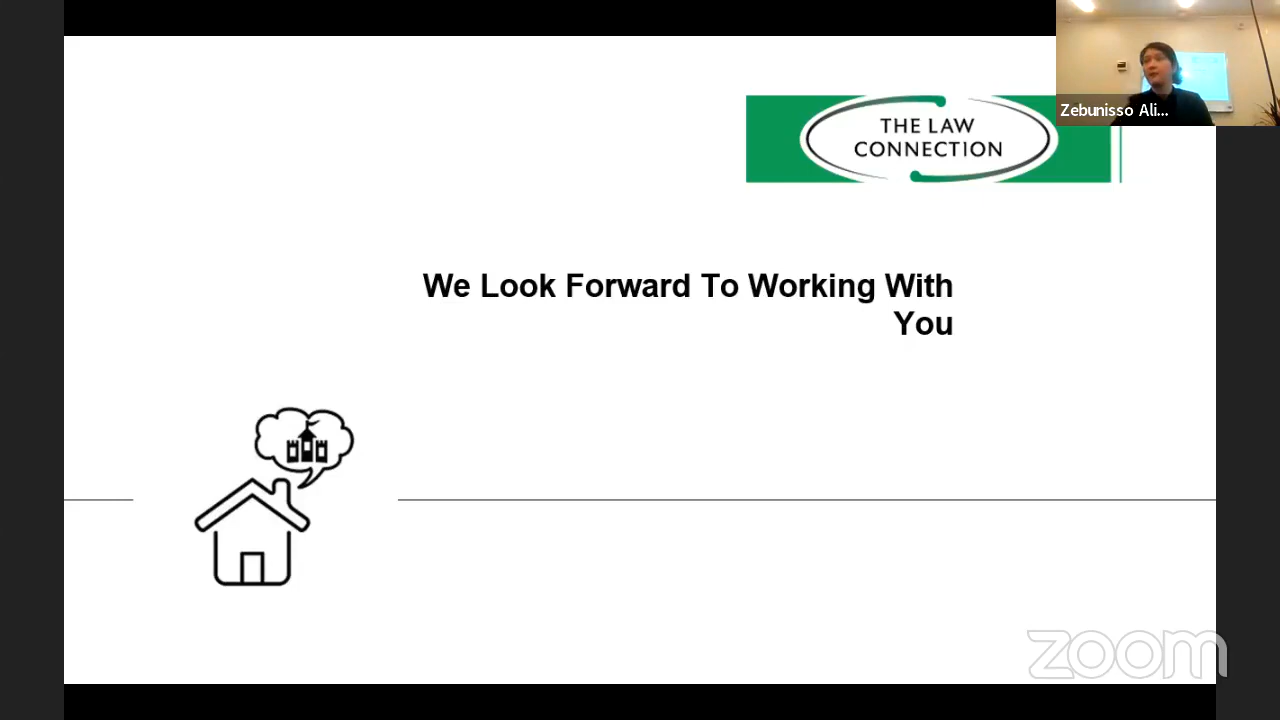 THE LAW
CONNECTION
Zebunisso Ali...
We Look Forward To Working With
You
zoom